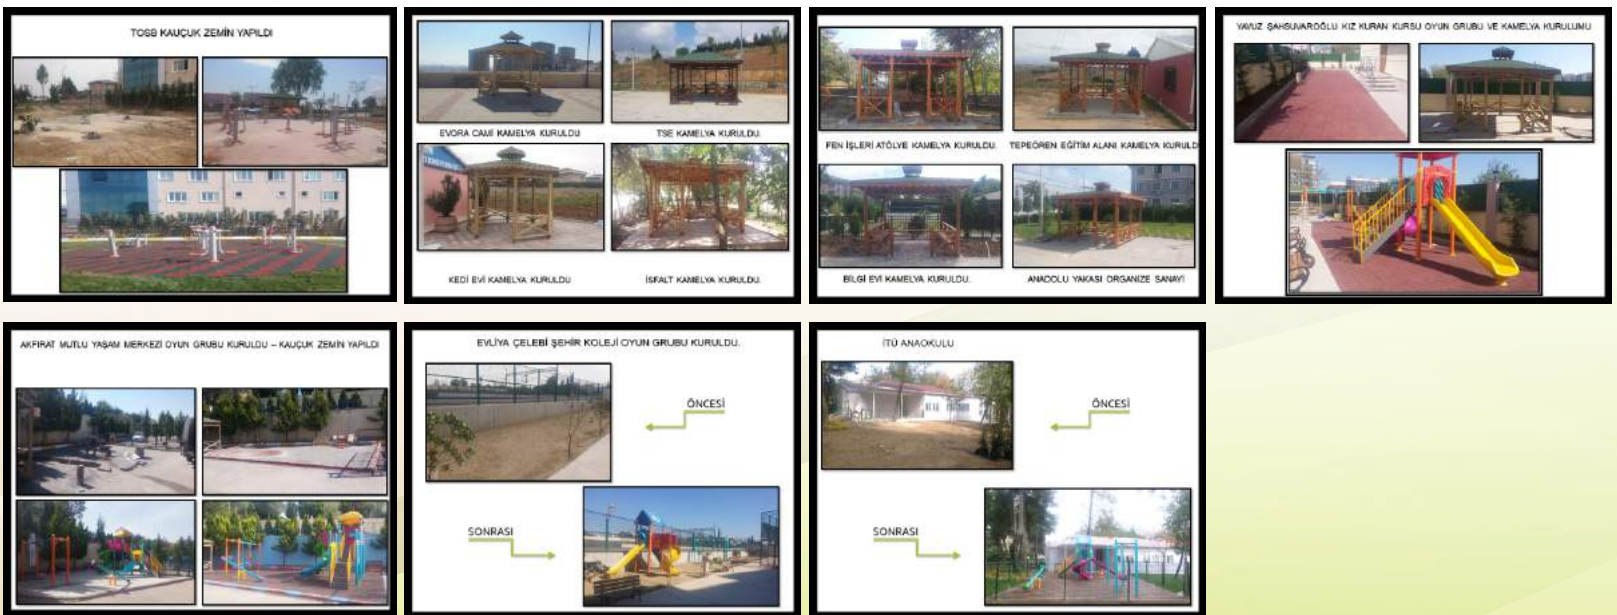 TOSB KAUÇUK ZEMİN YAPILDI
EVORA CAMİ KAMELYA KURULDU
TSE KAMELYA KURULDU.
KEDİ EVİ KAMELYA KURULDU
İSFALT KAMELYA KURULDU.
FEN İŞLERİ ATÖLYE KAMELYA KURULDU.
TEPEÖREN EĞİTİM ALANI KAMELYA KURULD
BİLGİ EVİ KAMELYA KURULDU.
ANADOLU YAKASI ORGANİZE SANAYİ
YAVUZ ŞAHSUVAROĞLU KIZ KURAN KURSU OYUN GRUBU VE KAMELYA KURULUMU
AKFIRAT MUTLU YAŞAM MERKEZİ OYUN GRUBU KURULDU – KAUÇUK ZEMİN YAPILDI
EVLİYA ÇELEBİ ŞEHİR KOLEJİ OYUN GRUBU KURULDU.
ÖNCESİ
SONRASI
İTÜ ANAOKULU
ÖNCESİ
SONRASI